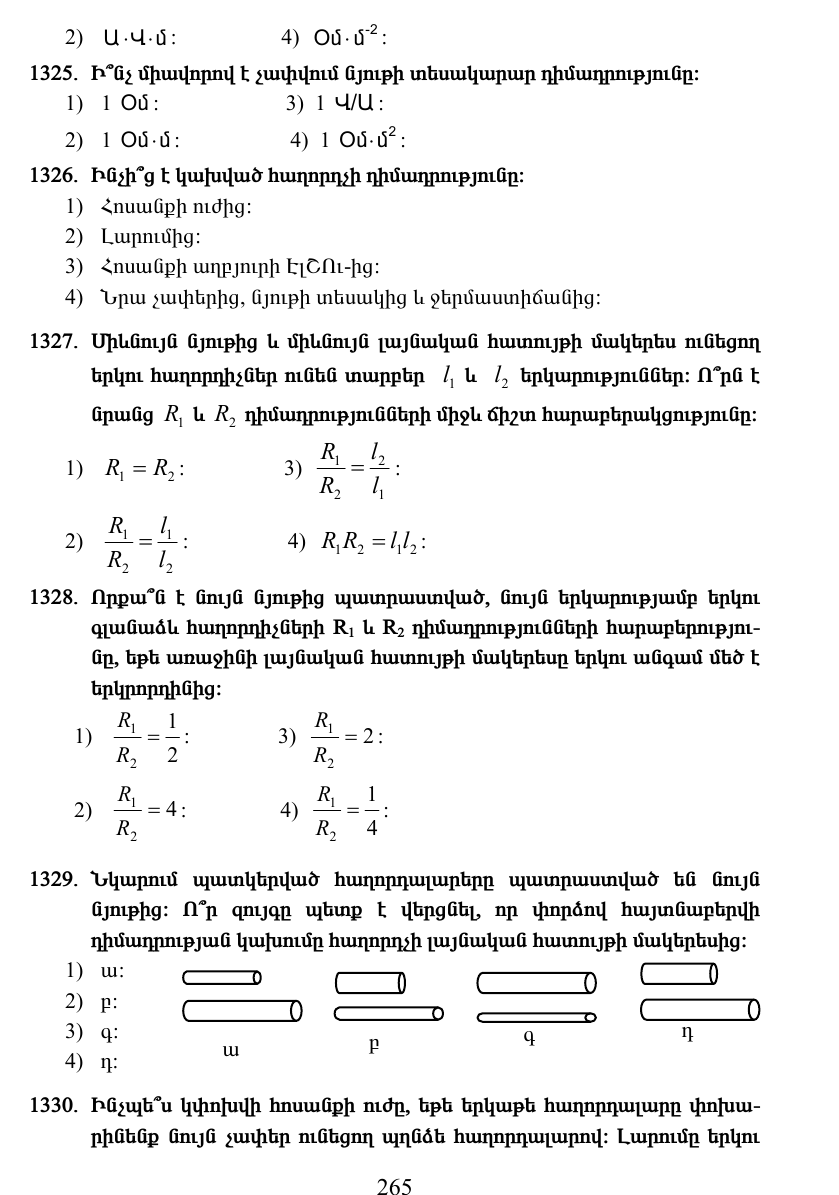 2) Ա·Վ·մ: 4) Օմ·մ⁻²:
1325. Ի՞նչ միավորով է չափվում նյութի տեսակարար դիմադրությունը:
1) 1 Օմ: 3) 1 Վ/Ա:
2) 1 Օմ·մ: 4) 1 Օմ·մ²:
1326. Ինչի՞ց է կախված հաղորդչի դիմադրությունը:
1) Հոսանքի ուժից:
2) Լարումից:
3) Հոսանքի աղբյուրի ԷլՇՈւ-ից:
4) Նրա չափերից, նյութի տեսակից և ջերմաստիճանից:
1327. Միևնույն նյութից և միևնույն լայնական հատույթի մակերես ունեցող
երկու հաղորդիչներ ունեն տարբեր l₁ և l₂ երկարություններ: Ո՞րն է
նրանց R₁ և R₂ դիմադրությունների միջև ճիշտ հարաբերակցությունը:
1) R₁ = R₂: 3) R₁/R₂ = l₂/l₁:
2) R₁/R₂ = l₁/l₂: 4) R₁R₂ = l₁l₂:
1328. Որքա՞ն է նույն նյութից պատրաստված, նույն երկարությամբ երկու
գլանաձև հաղորդիչների R₁ և R₂ դիմադրությունների հարաբերությու-
նը, եթե առաջինի լայնական հատույթի մակերեսը երկու անգամ մեծ է
երկրորդինից:
1) R₁/R₂ = 1/2: 3) R₁/R₂ = 2:
2) R₁/R₂ = 4: 4) R₁/R₂ = 1/4:
1329. Նկարում պատկերված հաղորդալարերը պատրաստված են նույն
նյութից: Ո՞ր զույգը պետք է վերցնել, որ փորձով հայտնաբերվի
դիմադրության կախումը հաղորդչի լայնական հատույթի մակերեսից:
1) ա:
2) բ:
3) գ:
4) դ:
ա բ գ դ
1330. Ինչպե՞ս կփոխվի հոսանքի ուժը, եթե երկաթե հաղորդալարը փոխա-
րինենք նույն չափեր ունեցող պղնձե հաղորդալարով: Լարումը երկու
265